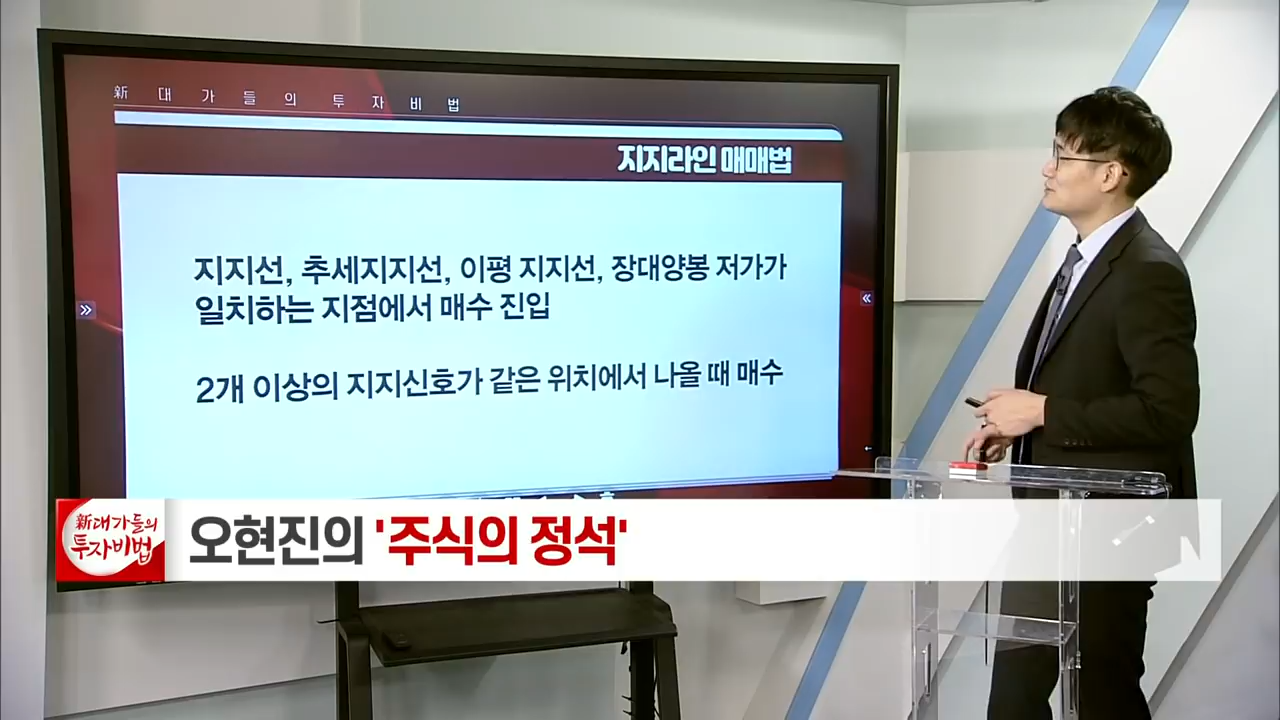 新대가들의 투자비법
지지라인 매매법
지지선, 추세지지선, 이평 지지선, 장대양봉 저가가
일치하는 지점에서 매수 진입
2개 이상의 지지신호가 같은 위치에서 나올 때 매수
新대가들의
투자비법
오현진의 '주식의 정석'